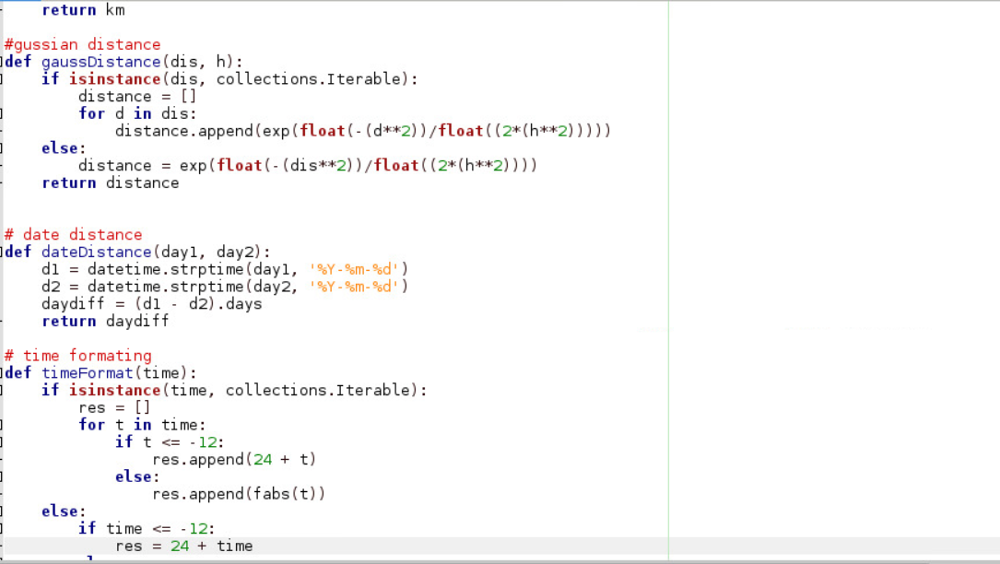 return km
#gussian distance
def gaussDistance(dis, h):
    if isinstance(dis, collections.Iterable):
        distance = []
        for d in dis:
            distance.append(exp(float(-(d**2))/float((2*(h**2)))))
    else:
        distance = exp(float(-(dis**2))/float((2*(h**2))))
    return distance
# date distance
def dateDistance(day1, day2):
    d1 = datetime.strptime(day1, '%Y-%m-%d')
    d2 = datetime.strptime(day2, '%Y-%m-%d')
    daydiff = (d1 - d2).days
    return daydiff
# time formating
def timeFormat(time):
    if isinstance(time, collections.Iterable):
        res = []
        for t in time:
            if t <= -12:
                res.append(24 + t)
            else:
                res.append(fabs(t))
    else:
        if time <= -12:
            res = 24 + time